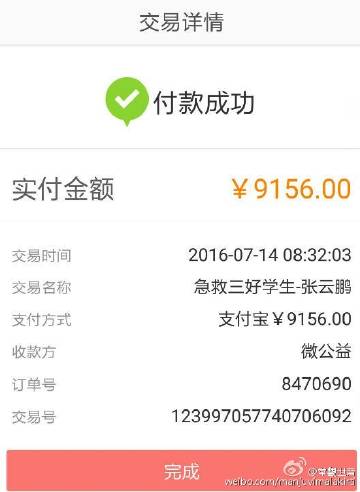 交易详情
付款成功
实付金额 ￥9156.00
交易时间 2016-07-14 08:32:03
交易名称 急救三好学生-张云鹏
支付方式 支付宝￥9156.00
收款方 微公益
订单号 8470690
交易号 123997057740706092
完成